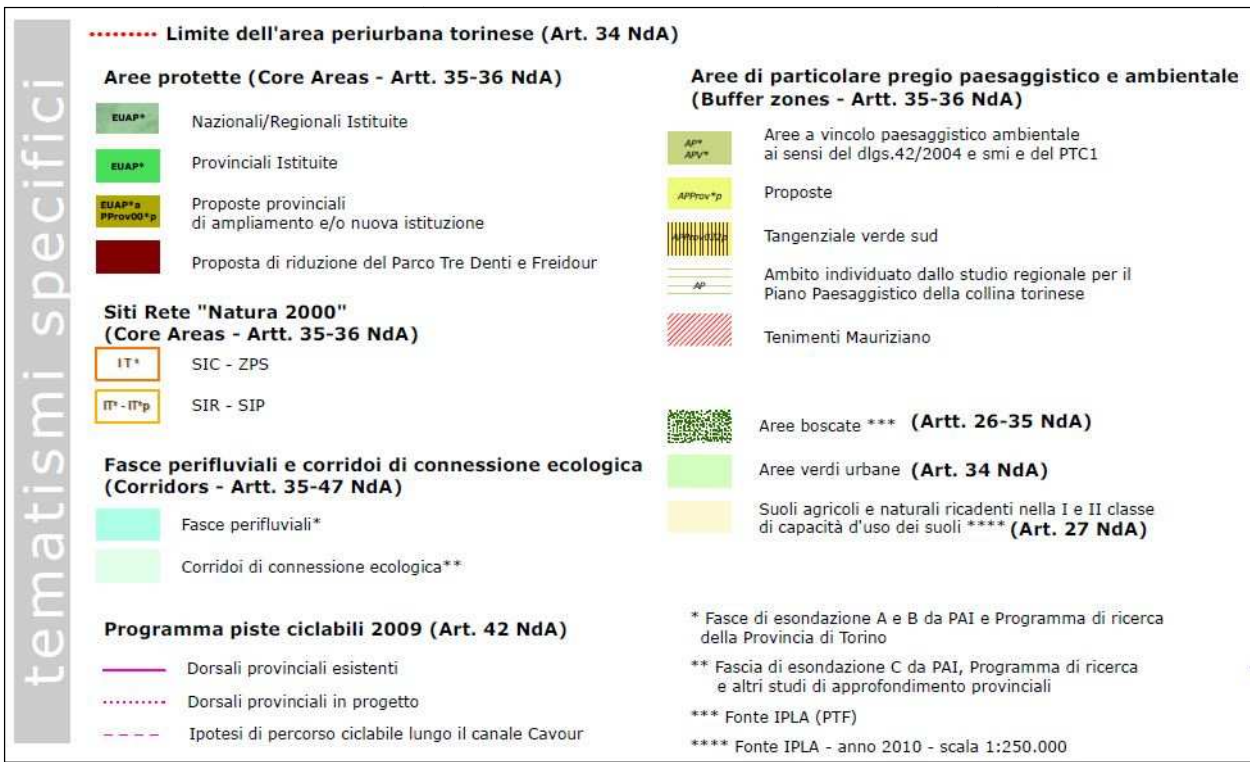 tematismi specifici
Limite dell'area periurbana torinese (Art. 34 NdA)
Aree protette (Core Areas - Artt. 35-36 NdA)
EUAP*
Nazionali/Regionali Istituite
EUAP*
Provinciali Istituite
EUAP*a
PProv00*p
Proposte provinciali
di ampliamento e/o nuova istituzione
Proposta di riduzione del Parco Tre Denti e Freidour
Siti Rete "Natura 2000"
(Core Areas - Artt. 35-36 NdA)
IT*
SIC - ZPS
IT* - IT*p
SIR - SIP
Fasce perifluviali e corridoi di connessione ecologica
(Corridors - Artt. 35-47 NdA)
Fasce perifluviali*
Corridoi di connessione ecologica**
Programma piste ciclabili 2009 (Art. 42 NdA)
Dorsali provinciali esistenti
Dorsali provinciali in progetto
Ipotesi di percorso ciclabile lungo il canale Cavour
Aree di particolare pregio paesaggistico e ambientale
(Buffer zones - Artt. 35-36 NdA)
AP*
APV*
Aree a vincolo paesaggistico ambientale
ai sensi del dlgs.42/2004 e smi e del PTC1
APProv*p
Proposte
APProv022p
Tangenziale verde sud
AP
Ambito individuato dallo studio regionale per il
Piano Paesaggistico della collina torinese
Tenimenti Mauriziano
Aree boscate *** (Artt. 26-35 NdA)
Aree verdi urbane (Art. 34 NdA)
Suoli agricoli e naturali ricadenti nella I e II classe
di capacità d'uso dei suoli **** (Art. 27 NdA)
* Fasce di esondazione A e B da PAI e Programma di ricerca
della Provincia di Torino
** Fascia di esondazione C da PAI, Programma di ricerca
e altri studi di approfondimento provinciali
*** Fonte IPLA (PTF)
**** Fonte IPLA - anno 2010 - scala 1:250.000